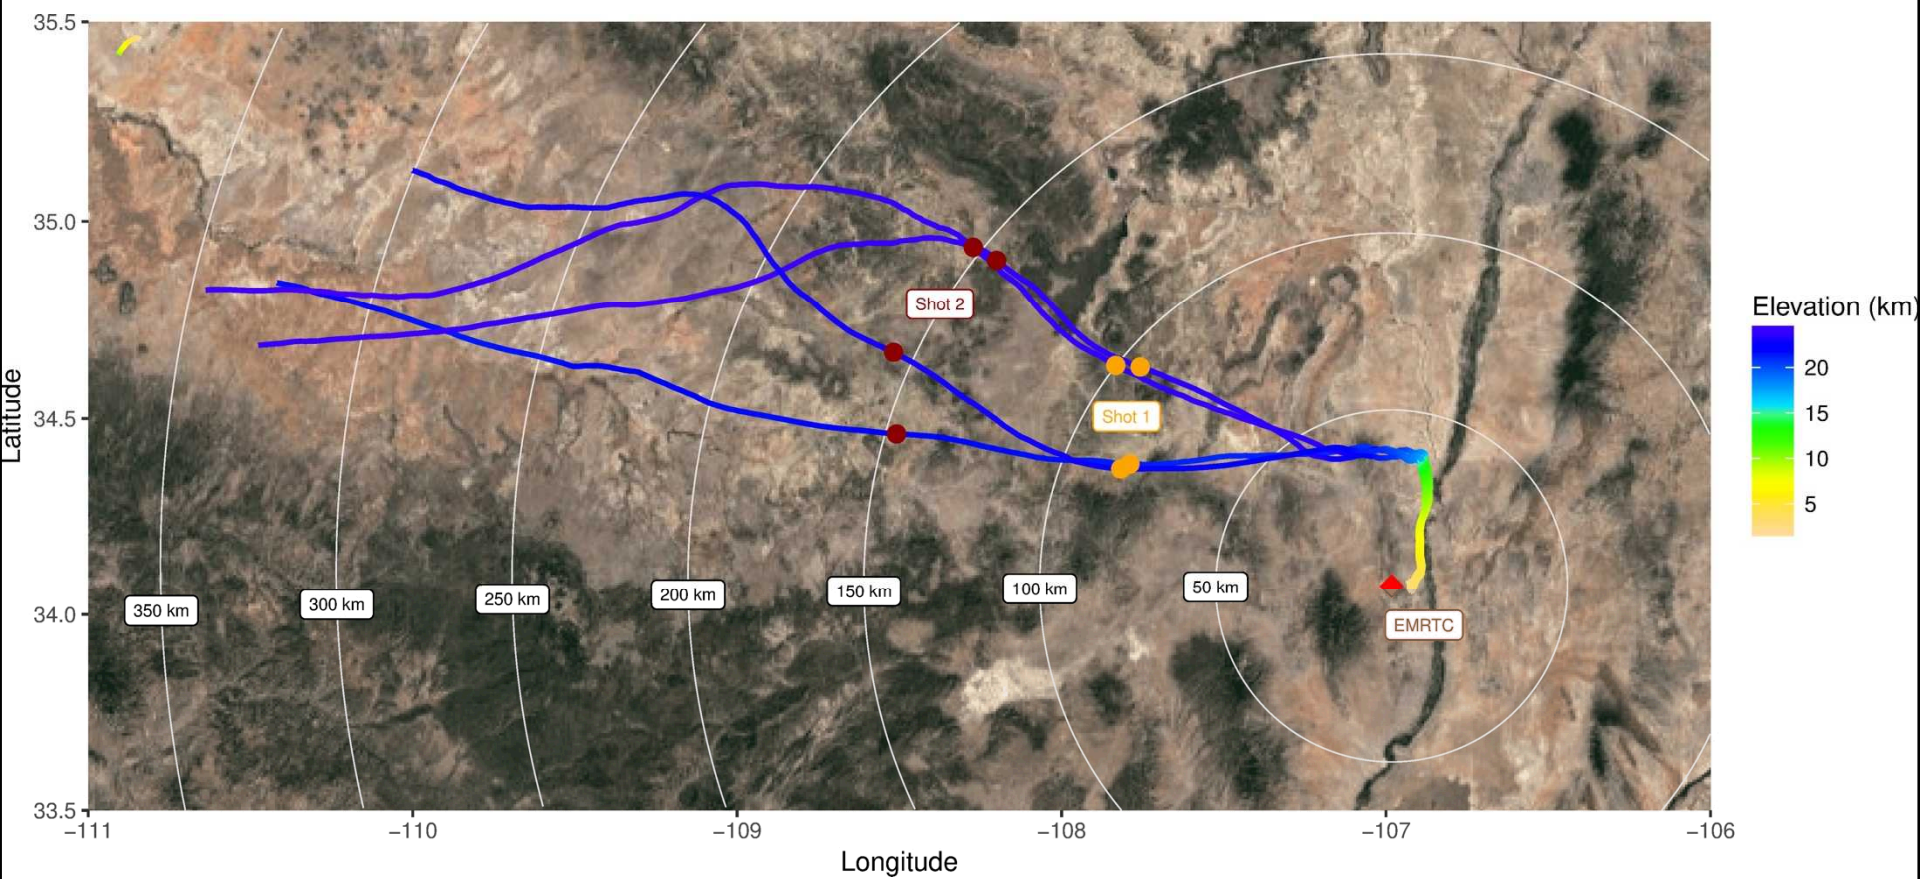 35.5
35.0
34.5
34.0
33.5
Latitude
−111
−110
−109
−108
−107
−106
Longitude
Shot 2
Shot 1
350 km
300 km
250 km
200 km
150 km
100 km
50 km
EMRTC
Elevation (km)
20
15
10
5